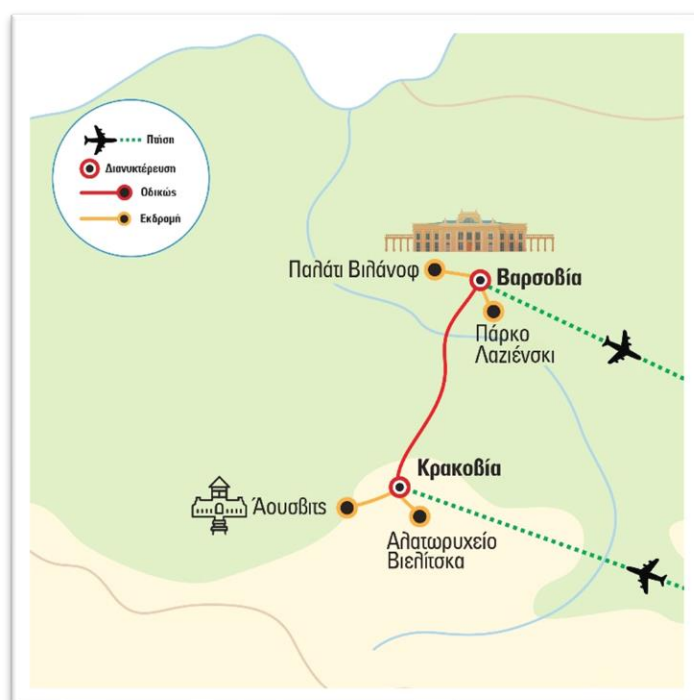 Πτήση
Διανυκτέρευση
Οδικώς
Εκδρομή
Παλάτι Βιλάνοφ
Βαρσοβία
Πάρκο
Λαζιένσκι
Κρακοβία
Άουσβιτς
Αλατωρυχείο
Βιελίτσκα